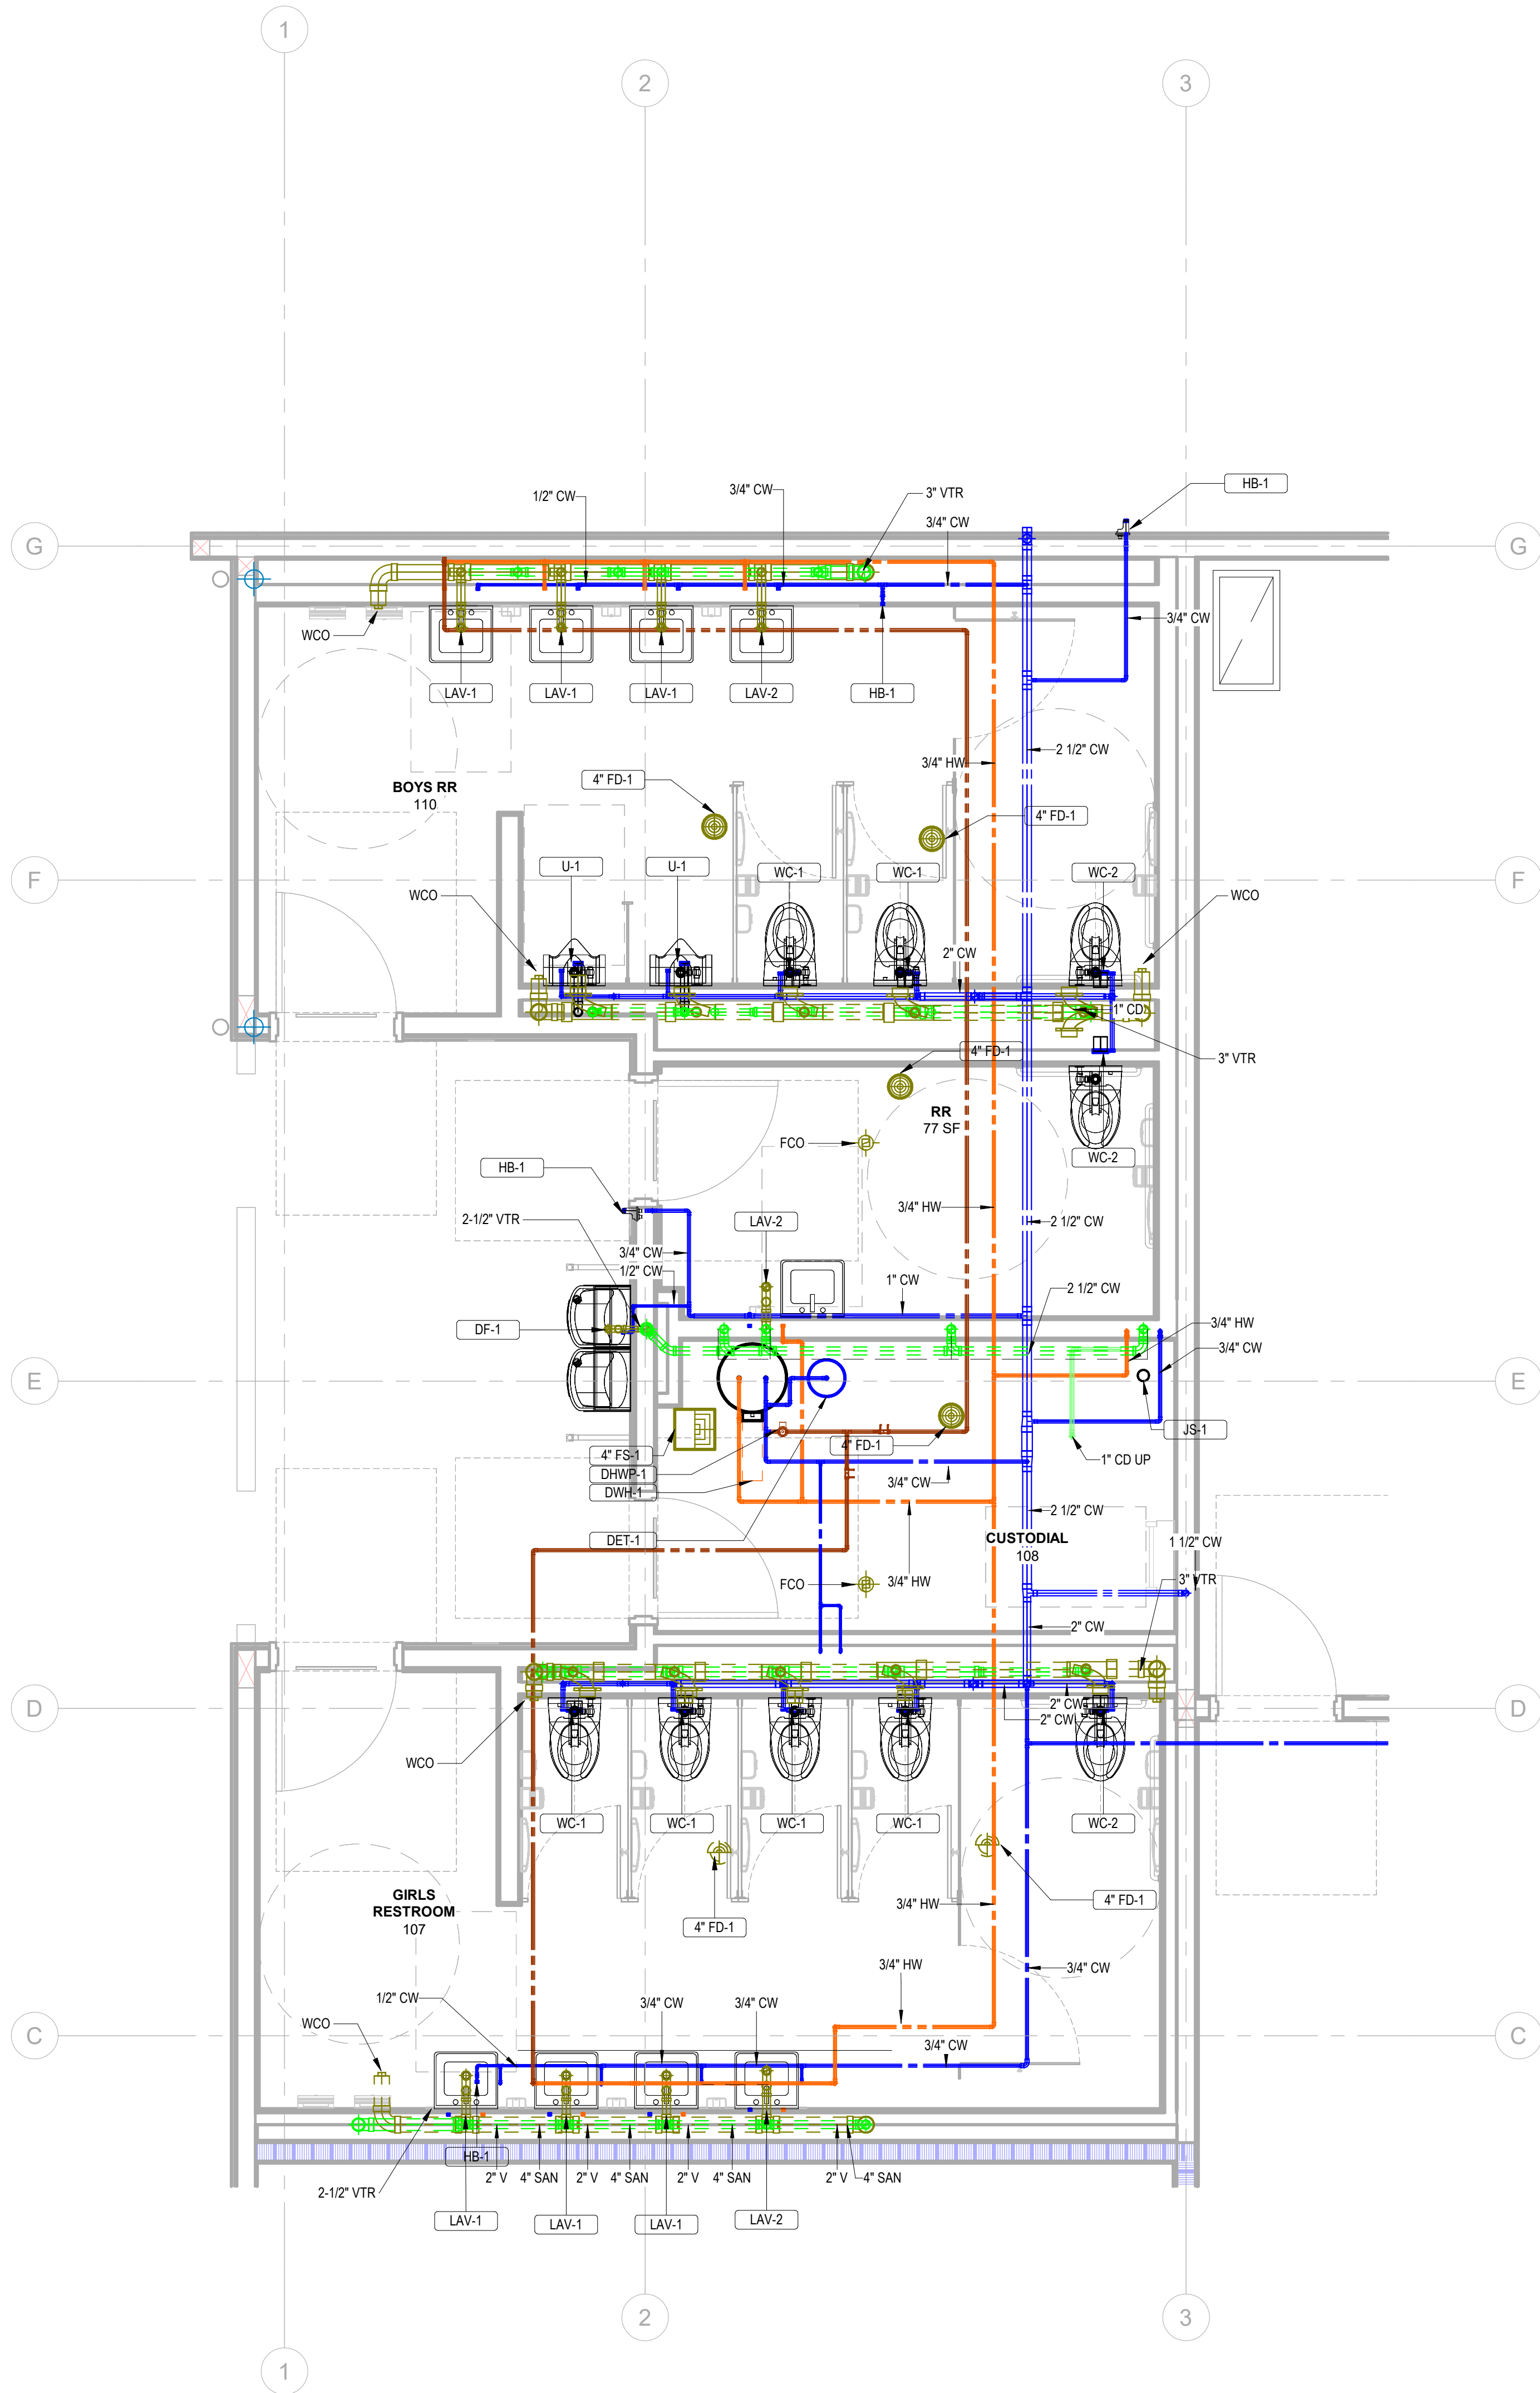 1
2
3
HB-1
1/2" CW
3/4" CW
3" VTR
3/4" CW
G
G
3/4" CW
WCO
LAV-1
LAV-1
LAV-1
LAV-2
HB-1
2 1/2" CW
3/4" HW
4" FD-1
BOYS RR
110
4" FD-1
U-1
U-1
WC-1
WC-1
WC-2
F
F
WCO
WCO
2" CW
1" CD
4" FD-1
3" VTR
RR
77 SF
FCO
WC-2
HB-1
3/4" HW
2-1/2" VTR
LAV-2
2 1/2" CW
3/4" CW
1/2" CW
1" CW
2 1/2" CW
DF-1
3/4" HW
3/4" CW
E
E
JS-1
4" FD-1
4" FS-1
1" CD UP
DHWP-1
3/4" CW
DWH-1
2 1/2" CW
DET-1
CUSTODIAL
108
1 1/2" CW
FCO
3/4" HW
3" VTR
2" CW
2" CW
D
D
2" CW
WCO
WC-1
WC-1
WC-1
WC-1
WC-2
GIRLS
RESTROOM
107
4" FD-1
3/4" HW
4" FD-1
3/4" HW
3/4" CW
1/2" CW
3/4" CW
3/4" CW
WCO
C
C
3/4" CW
HB-1
2" V
4" SAN
2" V
4" SAN
2" V
4" SAN
2" V
4" SAN
2-1/2" VTR
LAV-1
LAV-1
LAV-1
LAV-2
2
3
1